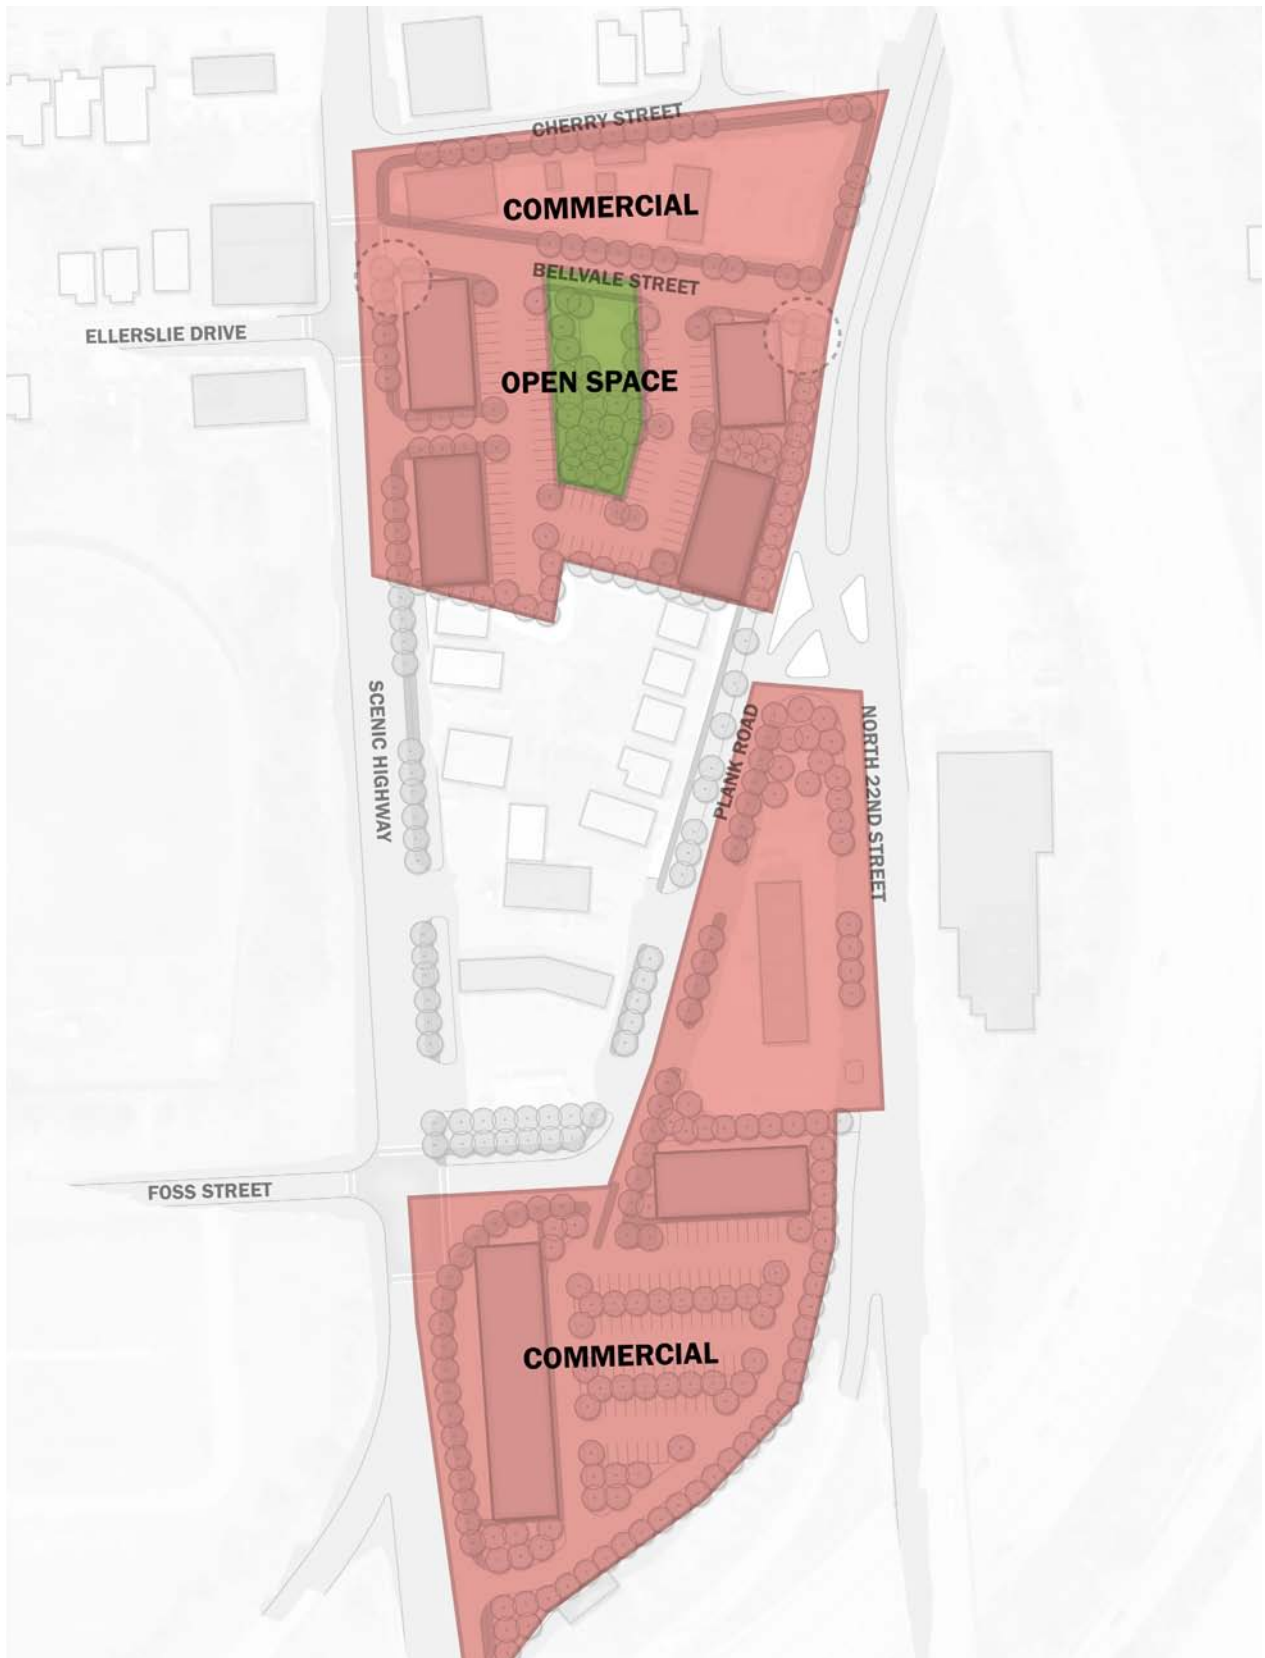 CHERRY STREET
COMMERCIAL
BELLVALE STREET
ELLERSLIE DRIVE
OPEN SPACE
SCENIC HIGHWAY
PLANK ROAD
NORTH 22ND STREET
FOSS STREET
COMMERCIAL